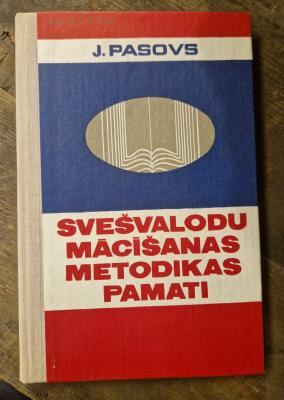 J. PASOVS
SVEŠVALODU
MĀCĪŠANAS
METODIKAS
PAMATI